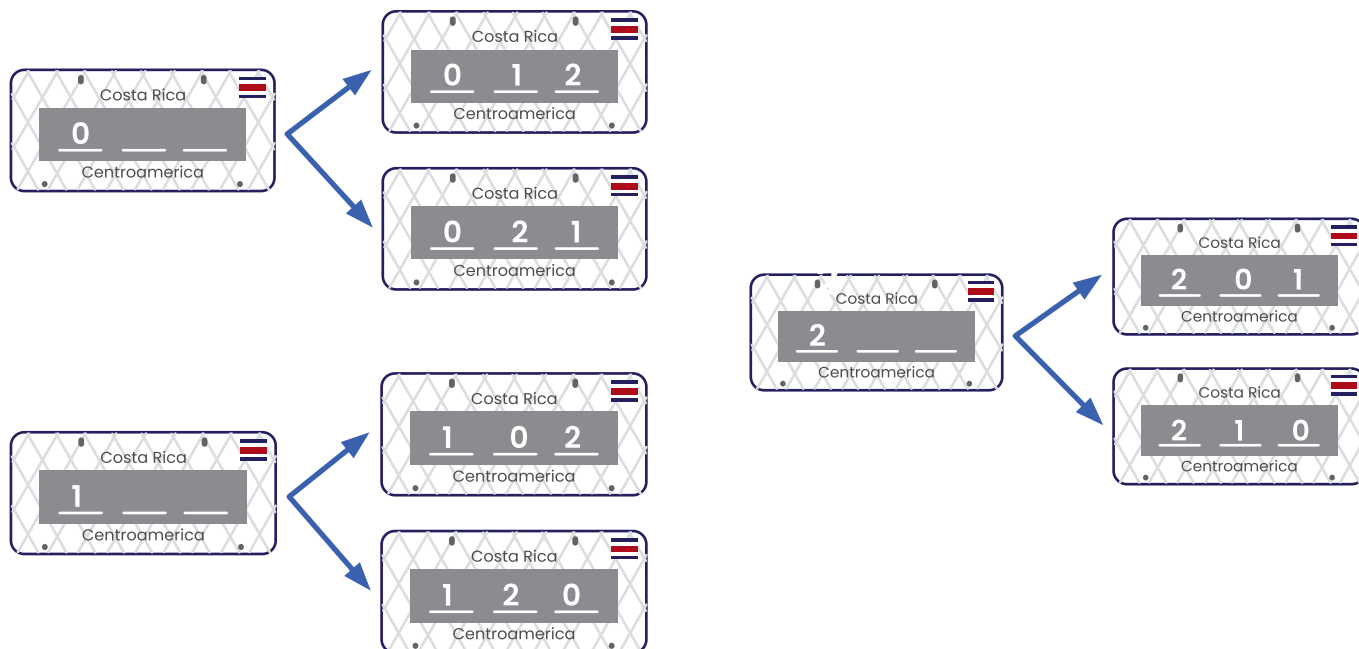 Costa Rica
0 _ _
Centroamerica
Costa Rica
0 1 2
Centroamerica
Costa Rica
0 2 1
Centroamerica
Costa Rica
1 _ _
Centroamerica
Costa Rica
1 0 2
Centroamerica
Costa Rica
1 2 0
Centroamerica
Costa Rica
2 _ _
Centroamerica
Costa Rica
2 0 1
Centroamerica
Costa Rica
2 1 0
Centroamerica